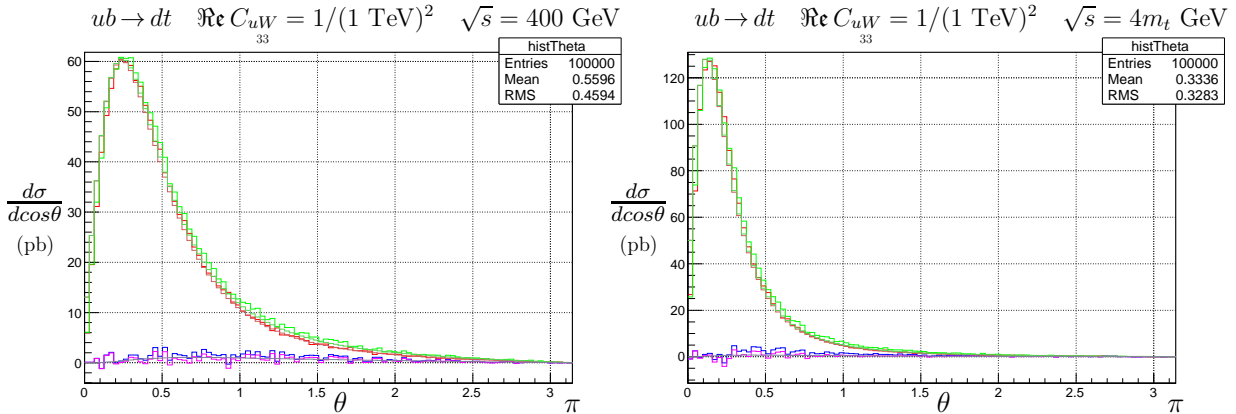 ub → dt ℜe C_{uW} = 1/(1 TeV)² √s = 400 GeV
33
histTheta
Entries 100000
Mean 0.5596
RMS 0.4594
60
50
40
30
20
10
0
dσ
dcosθ
(pb)
0 0.5 1 1.5 2 2.5 3
θ π
ub → dt ℜe C_{uW} = 1/(1 TeV)² √s = 4m_t GeV
33
histTheta
Entries 100000
Mean 0.3336
RMS 0.3283
120
100
80
60
40
20
0
dσ
dcosθ
(pb)
0 0.5 1 1.5 2 2.5 3
θ π